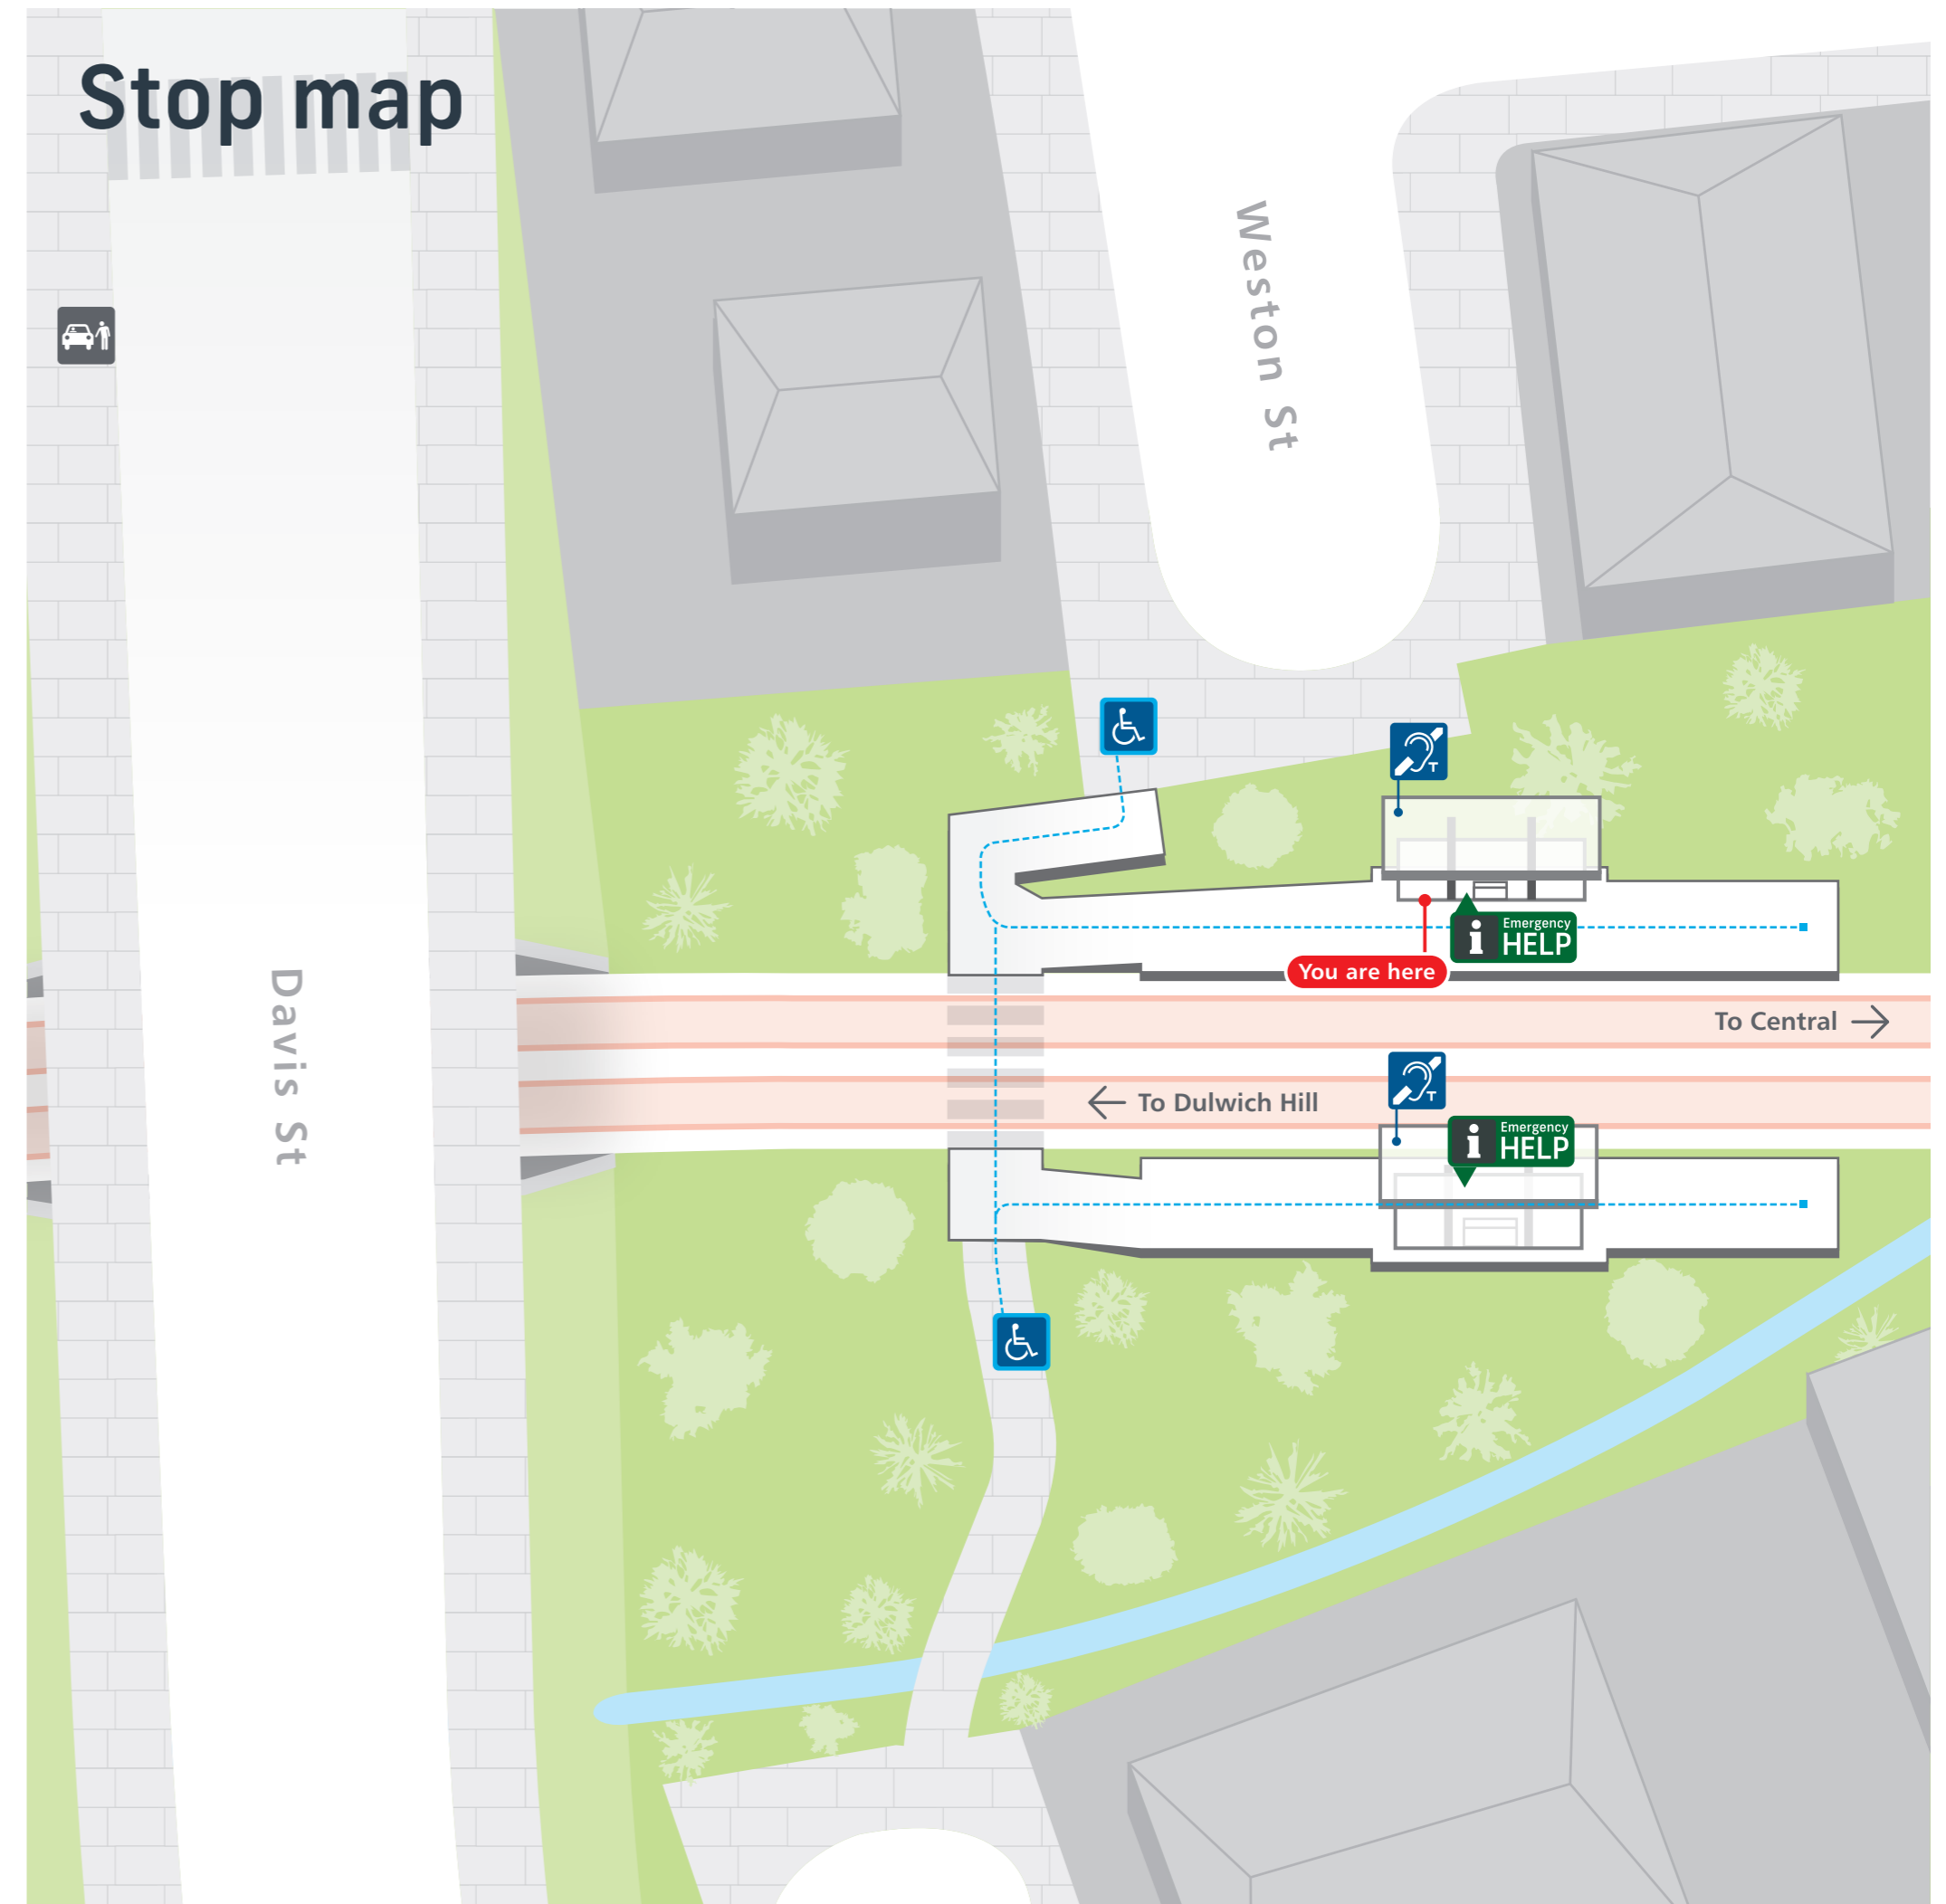 Stop map
Weston St
Emergency
i HELP
You are here
To Central
Davis St
T
To Dulwich Hill
Emergency
i HELP
T